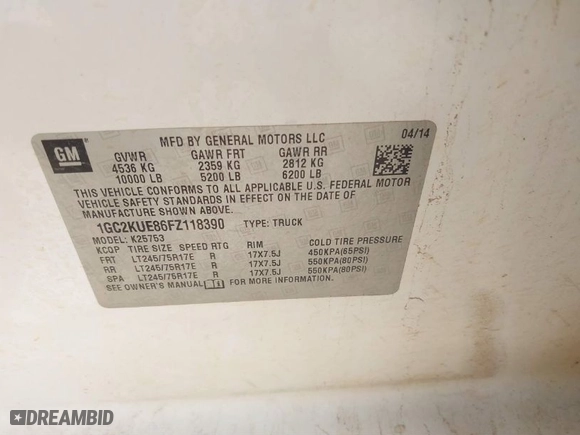 GM
MFD BY GENERAL MOTORS LLC 04/14
GVWR GAWR FRT GAWR RR
4536 KG 2359 KG 2812 KG
10000 LB 5200 LB 6200 LB
THIS VEHICLE CONFORMS TO ALL APPLICABLE U.S. FEDERAL MOTOR
VEHICLE SAFETY STANDARDS IN EFFECT ON THE DATE OF
MANUFACTURE SHOWN ABOVE.
1GC2KUE86FZ118390 TYPE: TRUCK
MODEL: K25753
KCQP TIRE SIZE SPEED RTG RIM COLD TIRE PRESSURE
FRT LT245/75R17E R 17X7.5J 450KPA(65PSI)
RR LT245/75R17E R 17X7.5J 550KPA(80PSI)
SPA LT245/75R17E R 17X7.5J 550KPA(80PSI)
SEE OWNER'S MANUAL FOR MORE INFORMATION.
DREAMBID